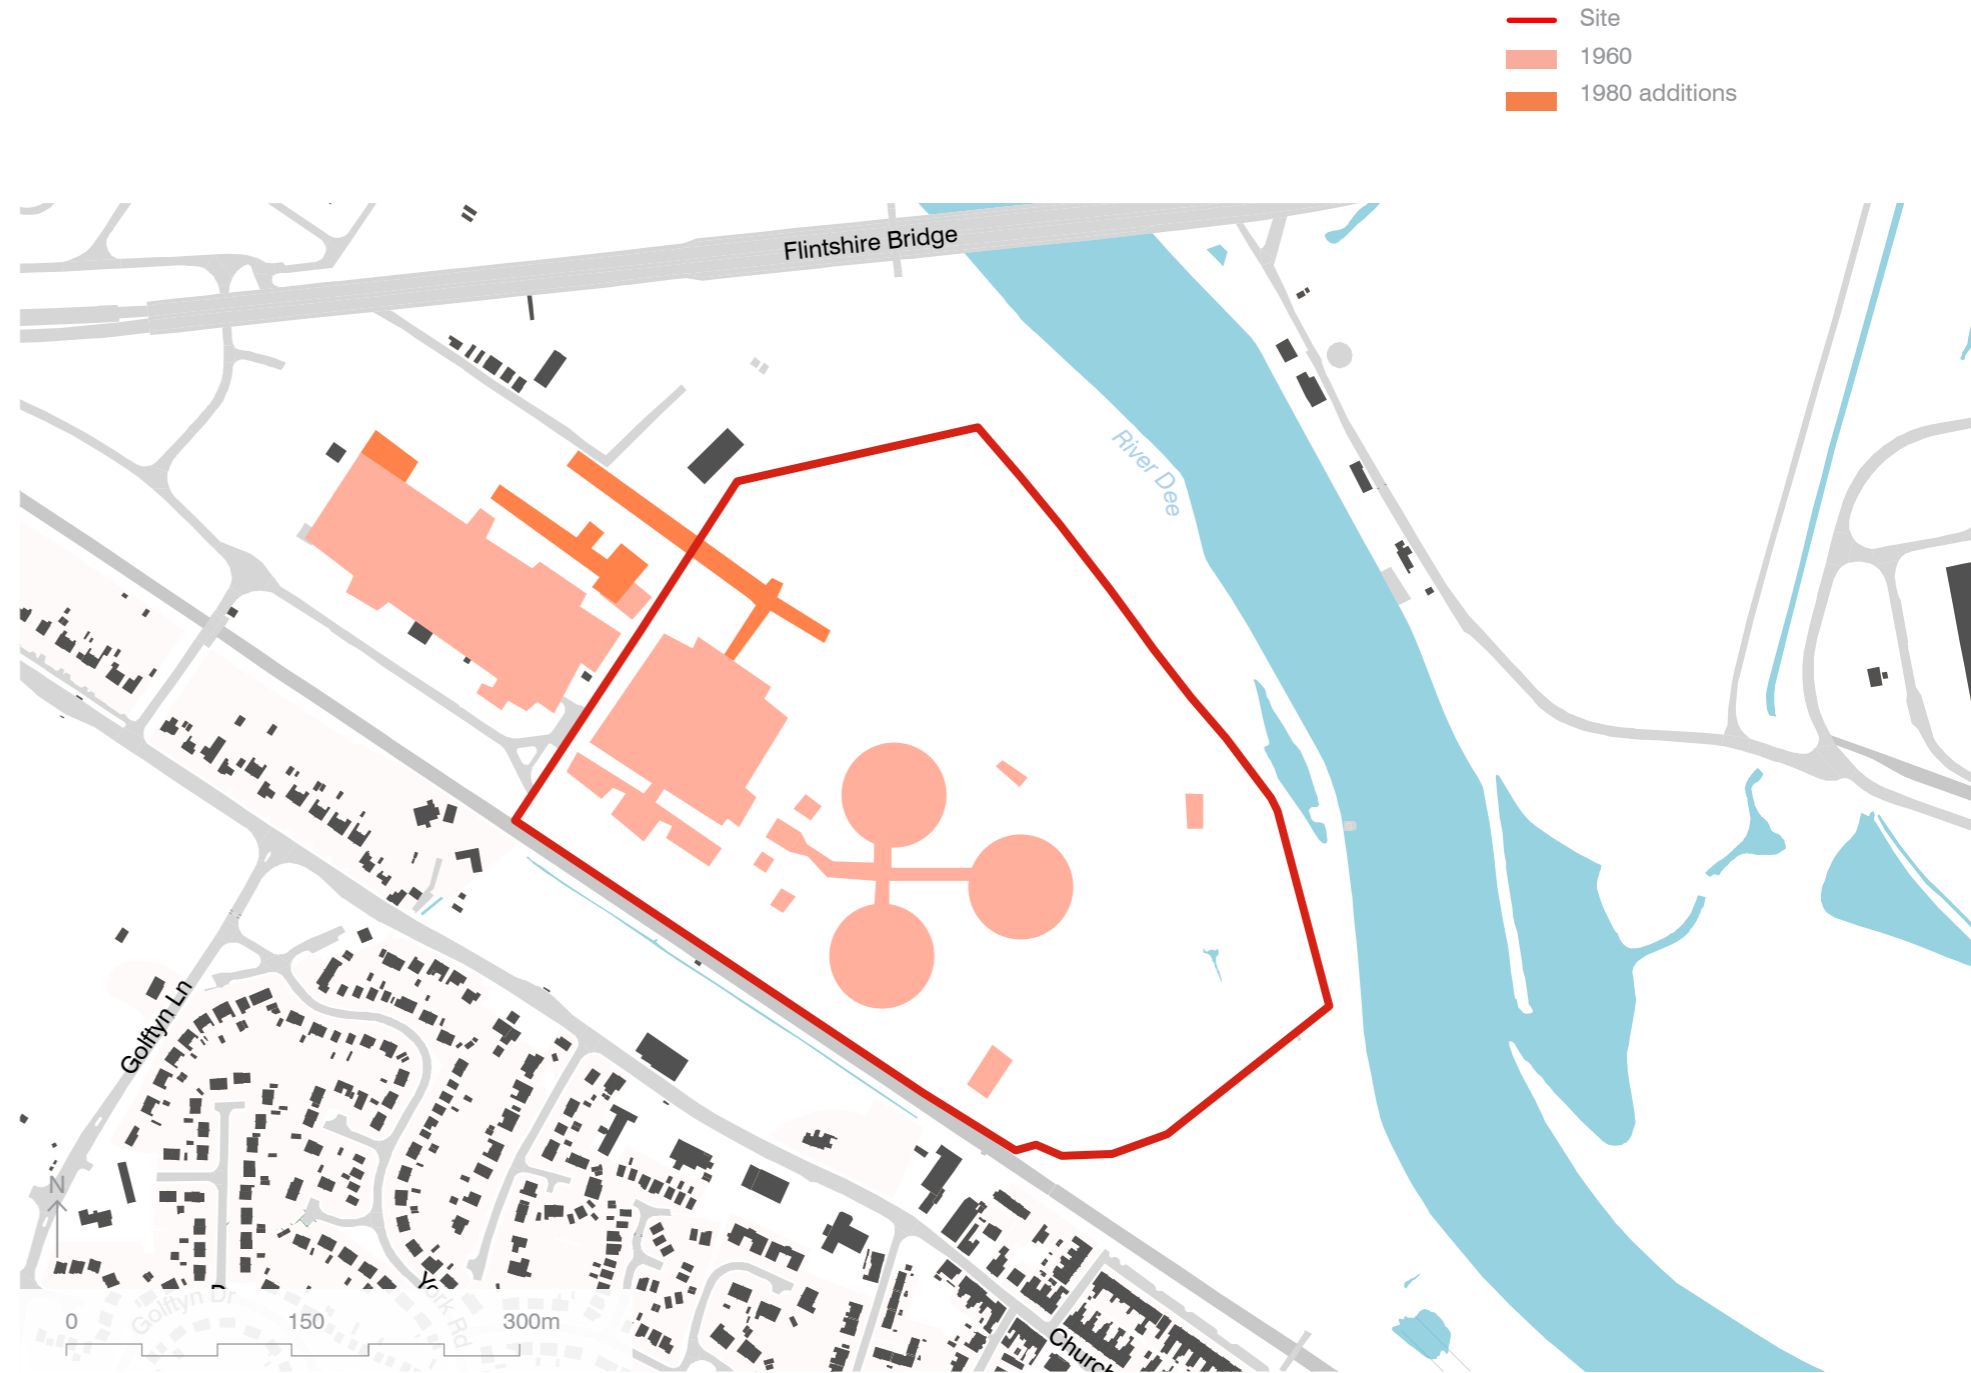 Site
1960
1980 additions
Flintshire Bridge
River Dee
Golftyn Ln
N
Golftyn Dr
York Rd
0 150 300m
Church